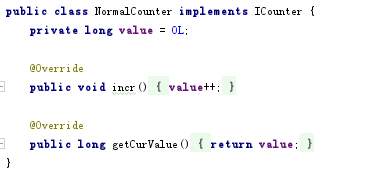 public class NormalCounter implements ICounter {
private long value = 0L;
@Override
public void incr() { value++; }
@Override
public long getCurValue() { return value; }
}